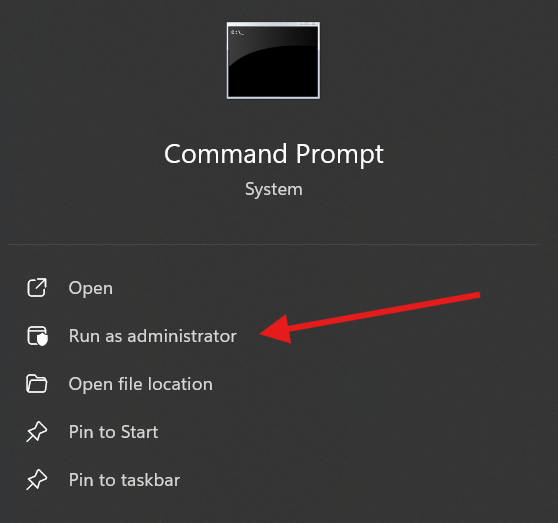 C:\_
Command Prompt
System
Open
Run as administrator
Open file location
Pin to Start
Pin to taskbar